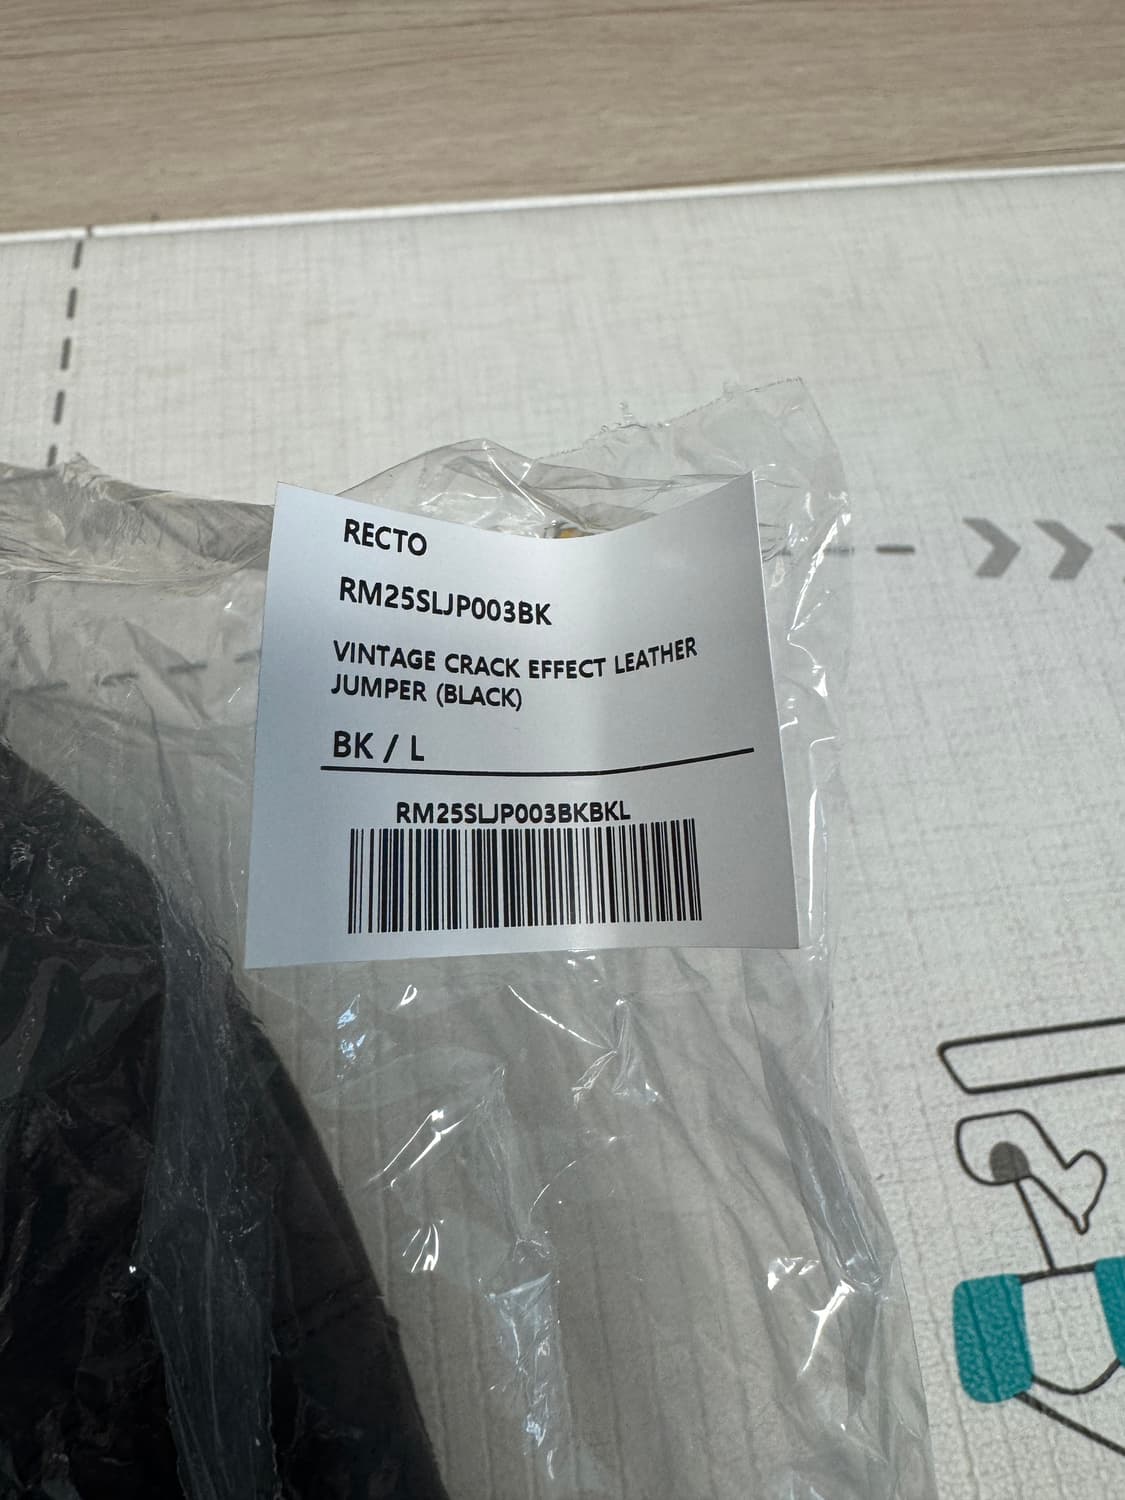 RECTO
RM25SLJP003BK
VINTAGE CRACK EFFECT LEATHER
JUMPER (BLACK)
BK / L
RM25SLJP003BKBKL